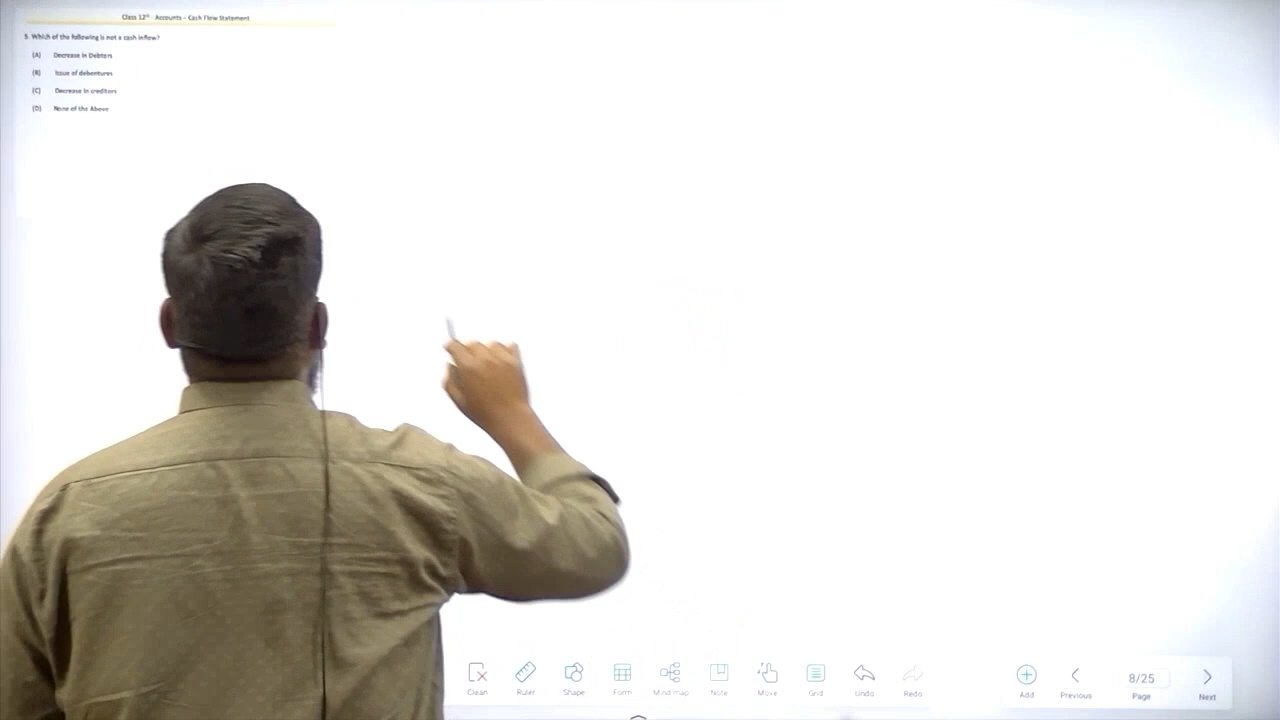 Class 12th Accounts – Cash Flow Statement
5. Which of the following is not a cash inflow?
(A) Decrease in Debtors
(B) Issue of debentures
(C) Decrease in creditors
(D) None of the Above
Clean Ruler Shape Form Mind map Note Move Grid Undo Redo Add Previous 8/25 Page Next